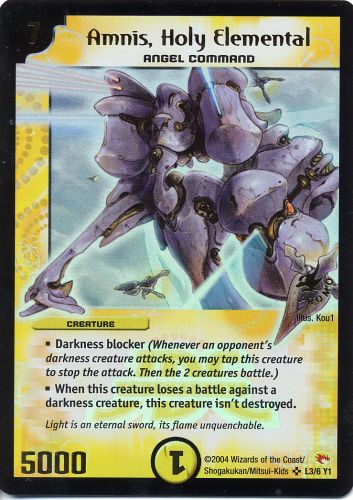 7
Amnis, Holy Elemental
ANGEL COMMAND
PROMO
Illus. Kou1
CREATURE
▪ Darkness blocker (Whenever an opponent's
darkness creature attacks, you may tap this creature
to stop the attack. Then the 2 creatures battle.)
▪ When this creature loses a battle against a
darkness creature, this creature isn't destroyed.
Light is an eternal sword, its flame unquenchable.
5000
1
©2004 Wizards of the Coast/
Shogakukan/Mitsui-Kids L3/6 Y1